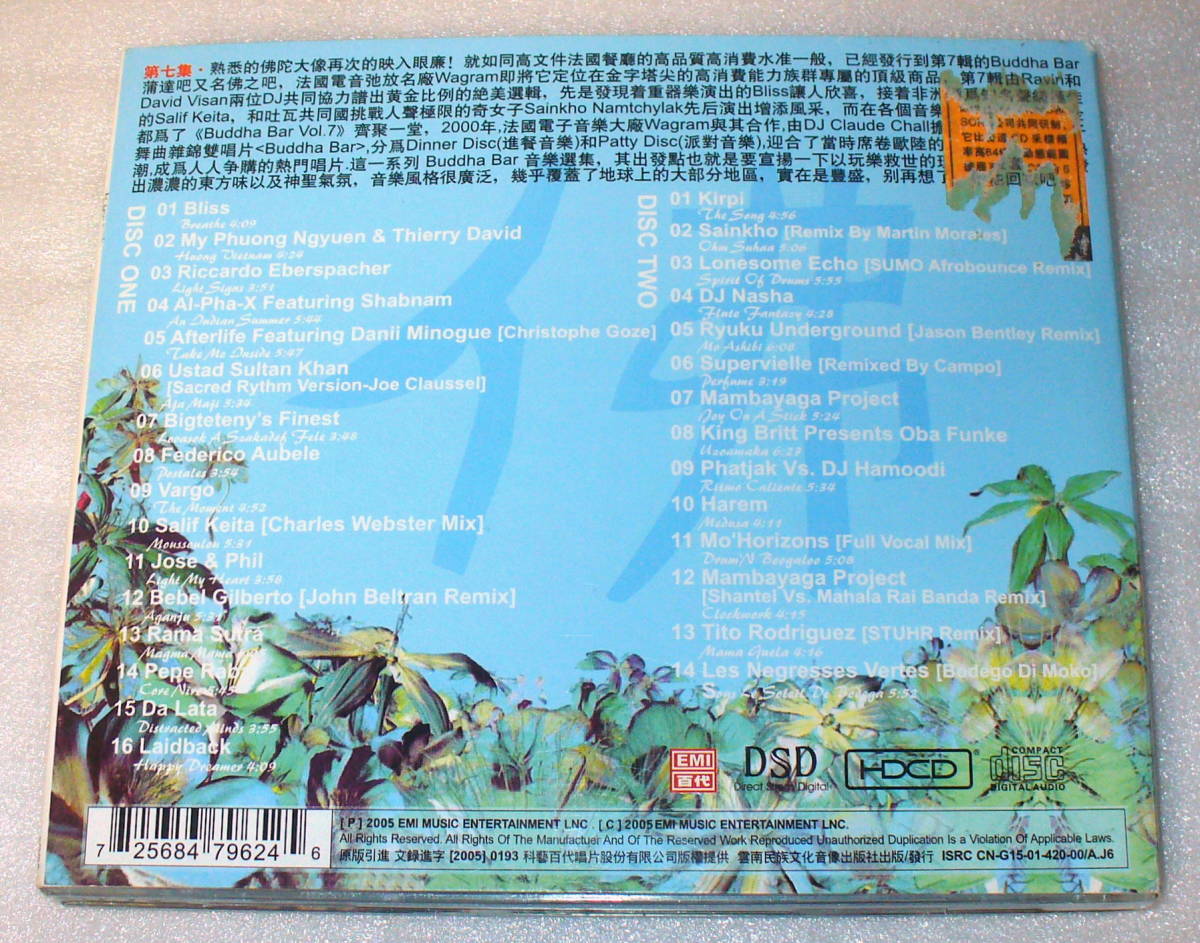 第七集·熟悉的佛陀大像再次的映入眼廉!就如同高文件法國餐廳的高品質高消費水准一般,已經發行到第7輯的Buddha Bar
蒲達吧又名佛之吧,法國電音弛放名廠Wagram即將它定位在金字塔尖的高消費能力族群專屬的頂級商品。第7輯由Ravin和
David Visan兩位DJ共同協力譜出黄金比例的絶美選輯,先是發現着重器樂演出的Bliss讓人欣喜,接着非洲
的Salif Keita,和吐瓦共同國挑戰人聲極限的奇女子Sainkho Namtchylak先后演出增添風采,而在各個音
都爲了《Buddha Bar Vol.7》齊聚一堂,2000年,法國電子音樂大廠Wagram與其合作,由DJ Claude Chall
舞曲雜錦雙唱片<Buddha Bar>,分爲Dinner Disc(進餐音樂)和Patty Disc(派對音樂),迎合了當時席卷歐陸的
潮,成爲人人争購的熱門唱片.這一系列 Buddha Bar 音樂選集,其出發點也就是要宣揚一下以玩樂救世的
出濃濃的東方味以及神聖氣氛,音樂風格很廣泛,幾乎覆蓋了地球上的大部分地區,實在是豐盛,别再想了
DISC ONE
01 Bliss
Breathe 4:09
02 My Phuong Ngyuen & Thierry David
Huong Vietnam 4:24
03 Riccardo Eberspacher
Light Signs 3:51
04 Al-Pha-X Featuring Shabnam
An Indian Summer 5:44
05 Afterlife Featuring Danii Minogue [Christophe Goze]
Take Me Inside 5:47
06 Ustad Sultan Khan
[Sacred Rythm Version-Joe Claussel]
Aja Maji 5:34
07 Bigteteny's Finest
Lovasok A Szakadef Fele 3:48
08 Federico Aubele
Postales 3:54
09 Vargo
The Moment 4:52
10 Salif Keita [Charles Webster Mix]
Moussoulou 5:31
11 Jose & Phil
Light My Heart 3:58
12 Bebel Gilberto [John Beltran Remix]
Aganju 5:31
13 Rama Sutra
Magma Mama
14 Pepe Rab
Core Nivo 5:45
15 Da Lata
Distracted Minds 3:55
16 Laidback
Happy Dreamer 4:09
DISC TWO
01 Kirpi
The Song 4:56
02 Sainkho [Remix By Martin Morales]
Ohm Suhaa 5:06
03 Lonesome Echo [SUMO Afrobounce Remix]
Spirit Of Drums 5:55
04 DJ Nasha
Flute Fantasy 4:28
05 Ryuku Underground [Jason Bentley Remix]
Mo Ashibi 6:08
06 Supervielle [Remixed By Campo]
Perfume 3:19
07 Mambayaga Project
Joy On A Stick 5:24
08 King Britt Presents Oba Funke
Uzoamaka 6:23
09 Phatjak Vs. DJ Hamoodi
Ritmo Caliente 5:34
10 Harem
Medusa 4:11
11 Mo'Horizons [Full Vocal Mix]
Drum'N Boogaloo 5:08
12 Mambayaga Project
[Shantel Vs. Mahala Rai Banda Remix]
Clockwork 4:15
13 Tito Rodriguez [STUHR Remix]
Mama Guela 4:16
14 Les Negresses Vertes [Bodego Di Moko]
Sous Le Soleil De Bodega 5:52
佛
EMI
百代
DSD
Direct Stream Digital
HDCD
COMPACT
DISC
DIGITAL AUDIO
7 25684 79624 6
[ P ] 2005 EMI MUSIC ENTERTAINMENT LNC . [ C ] 2005 EMI MUSIC ENTERTAINMENT LNC.
All Rights Reserved. All Rights Of The Manufactuer And Of The Reserved Work Reproduced Unauthorized Duplication Is a Violation Of Applicable Laws.
原版引進 文録進字 [2005] 0193 科藝百代唱片股份有限公司版權提供 雲南民族文化音像出版社出版/發行 ISRC CN-G15-01-420-00/A.J6